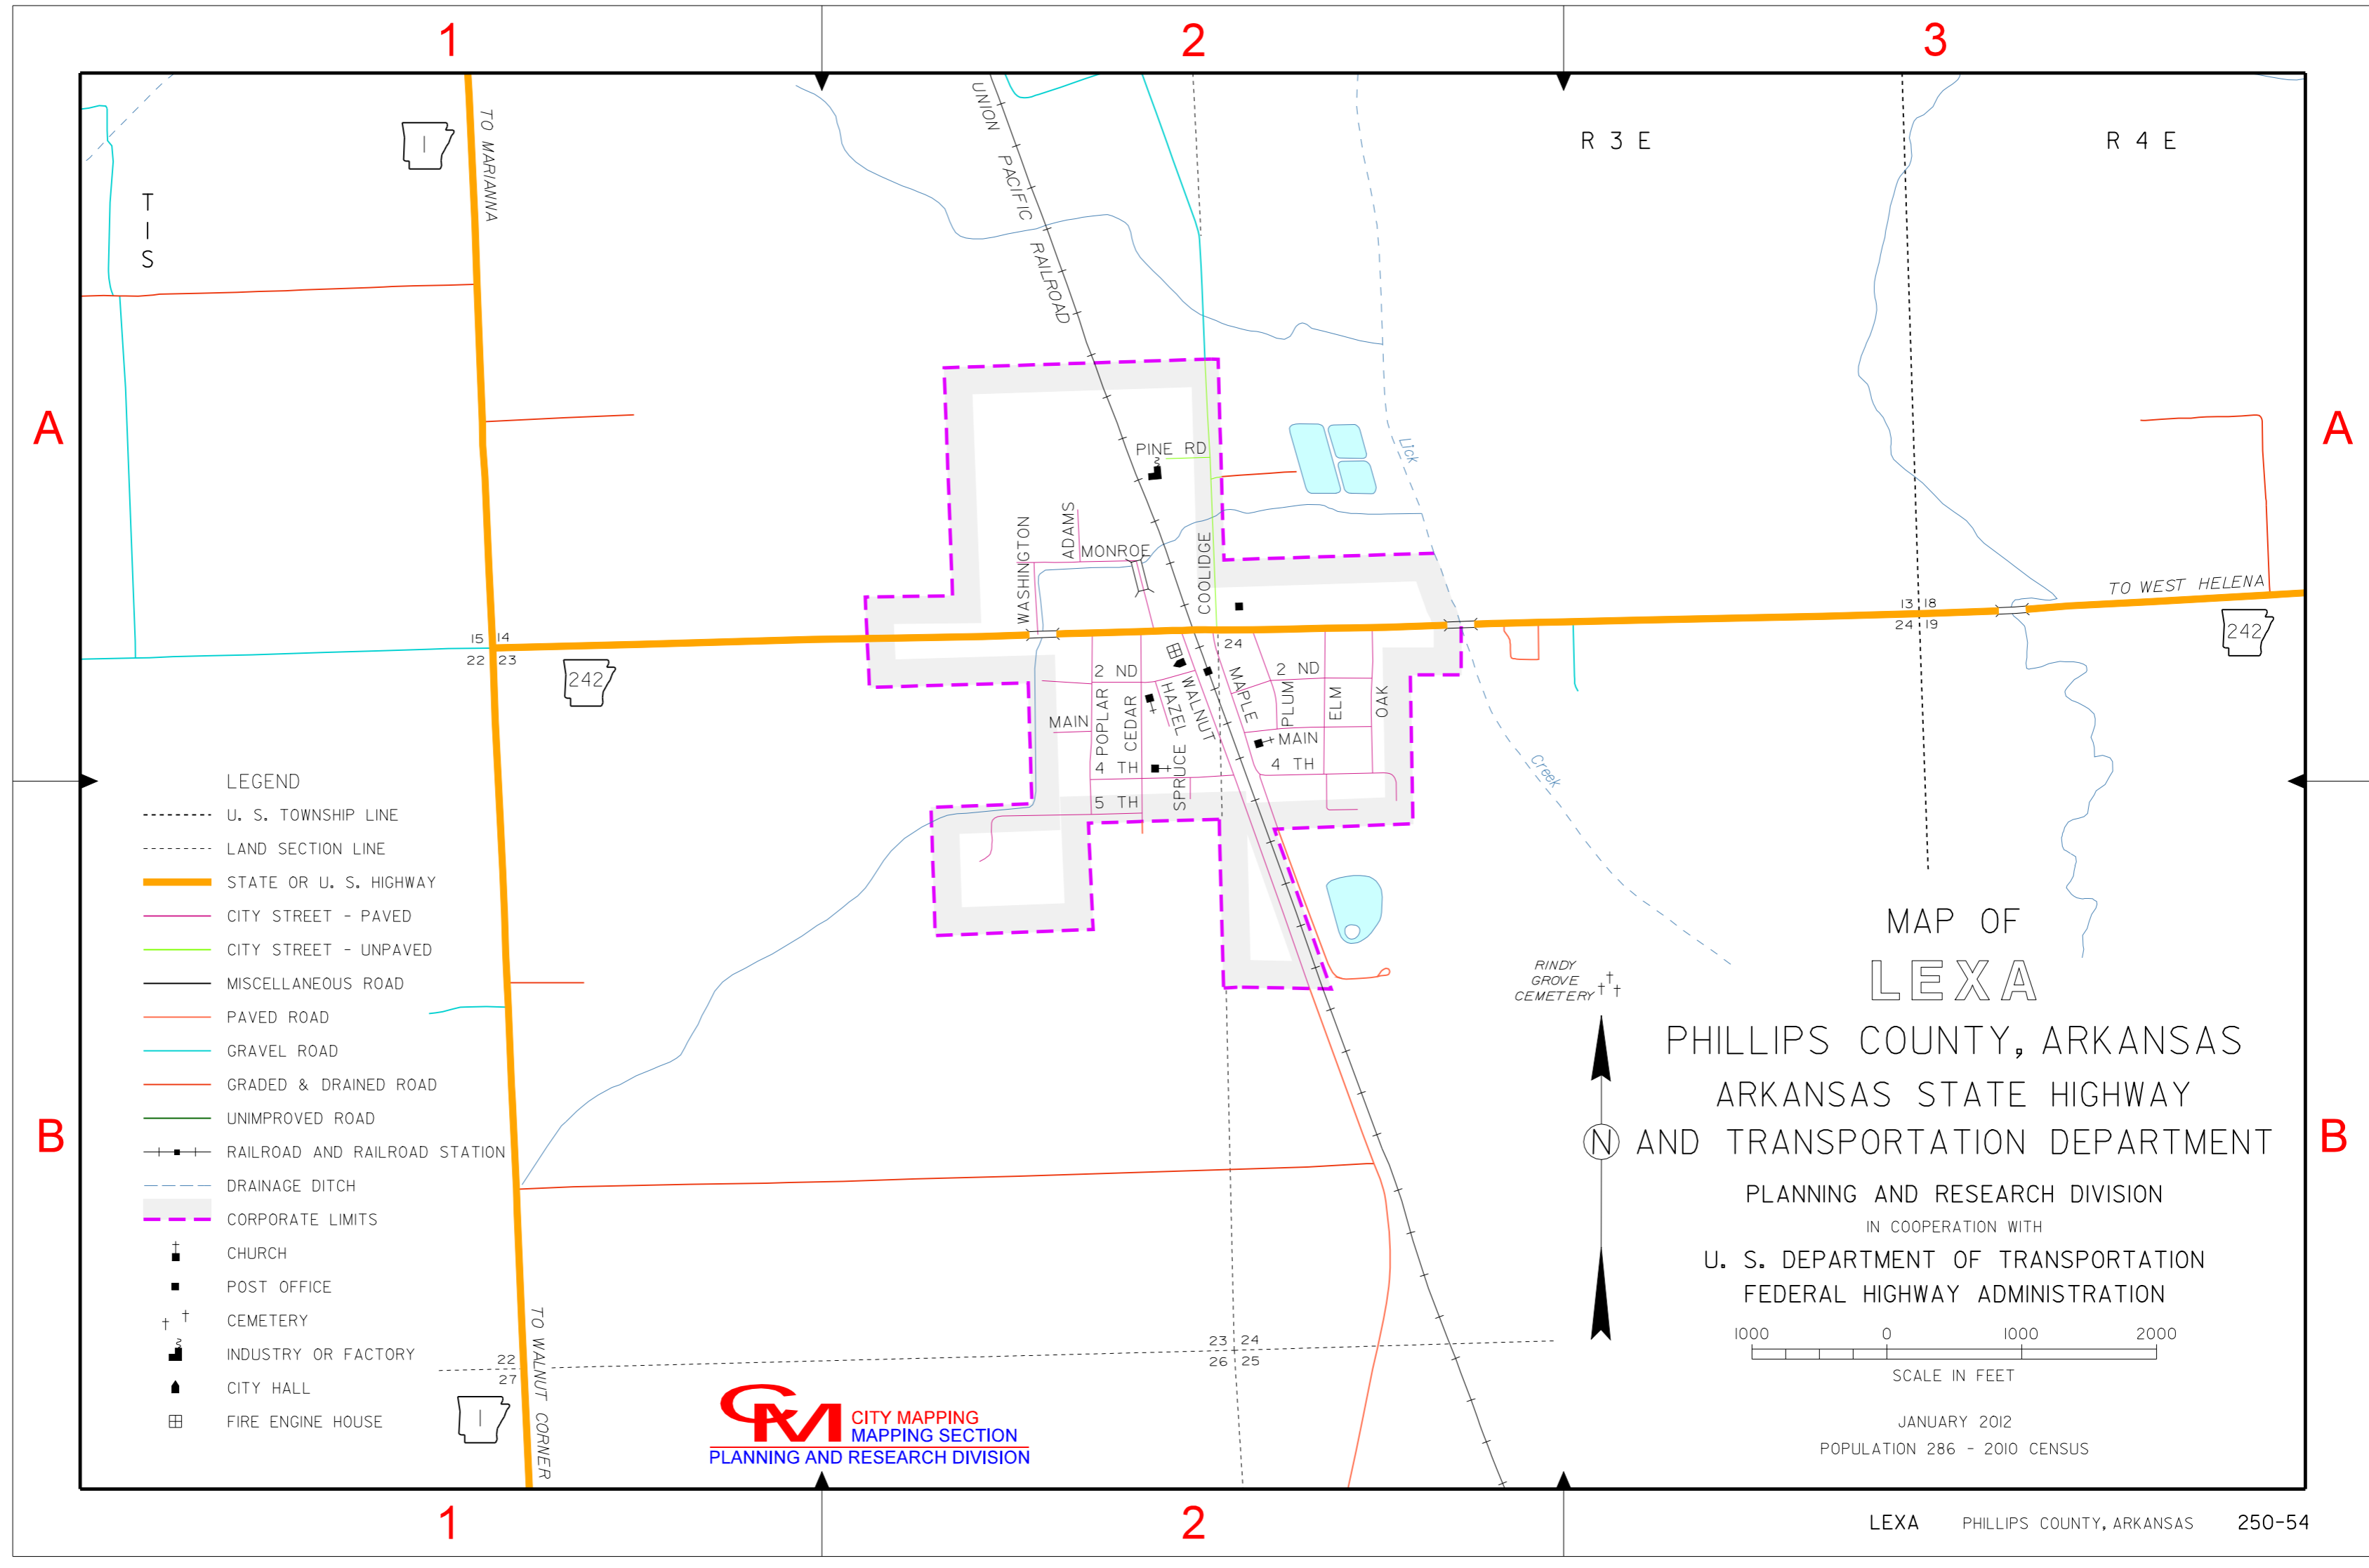 1
2
3
R 3 E
R 4 E
TO MARIANNA
UNION PACIFIC RAILROAD
1
T
1
S
A
A
Lick
PINE RD
WASHINGTON
ADAMS
MONROE
COOLIDGE
TO WEST HELENA
13 18
24 19
242
15 14
22 23
242
24
2 ND
2 ND
POPLAR
CEDAR
HAZEL
WALNUT
MAPLE
PLUM
ELM
OAK
MAIN
MAIN
SPRUCE
4 TH
4 TH
5 TH
Creek
LEGEND
U. S. TOWNSHIP LINE
LAND SECTION LINE
STATE OR U. S. HIGHWAY
CITY STREET - PAVED
CITY STREET - UNPAVED
MISCELLANEOUS ROAD
PAVED ROAD
GRAVEL ROAD
GRADED & DRAINED ROAD
UNIMPROVED ROAD
RAILROAD AND RAILROAD STATION
DRAINAGE DITCH
CORPORATE LIMITS
CHURCH
POST OFFICE
CEMETERY
INDUSTRY OR FACTORY
CITY HALL
FIRE ENGINE HOUSE
B
B
RINDY
GROVE
CEMETERY
N
MAP OF
LEXA
PHILLIPS COUNTY, ARKANSAS
ARKANSAS STATE HIGHWAY
AND TRANSPORTATION DEPARTMENT
PLANNING AND RESEARCH DIVISION
IN COOPERATION WITH
U. S. DEPARTMENT OF TRANSPORTATION
FEDERAL HIGHWAY ADMINISTRATION
1000 0 1000 2000
SCALE IN FEET
JANUARY 2012
POPULATION 286 - 2010 CENSUS
TO WALNUT CORNER
22
27
1
23 24
26 25
CM
CITY MAPPING
MAPPING SECTION
PLANNING AND RESEARCH DIVISION
1
2
LEXA PHILLIPS COUNTY, ARKANSAS 250-54